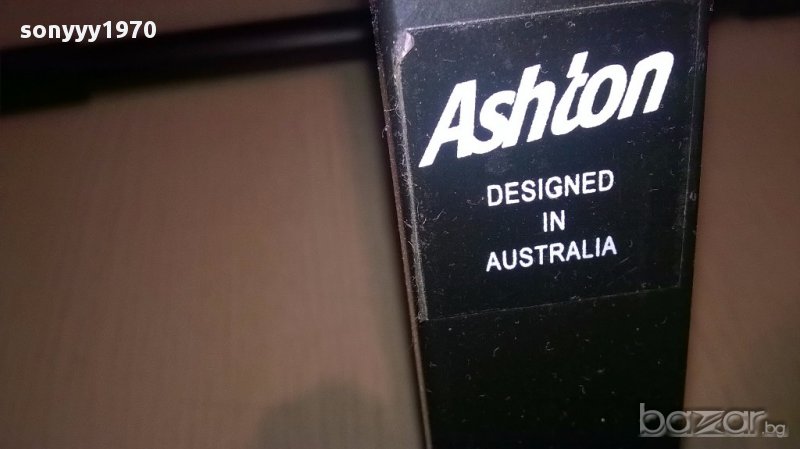 sonyyy1970
Ashton
DESIGNED
IN
AUSTRALIA
bazar.bg